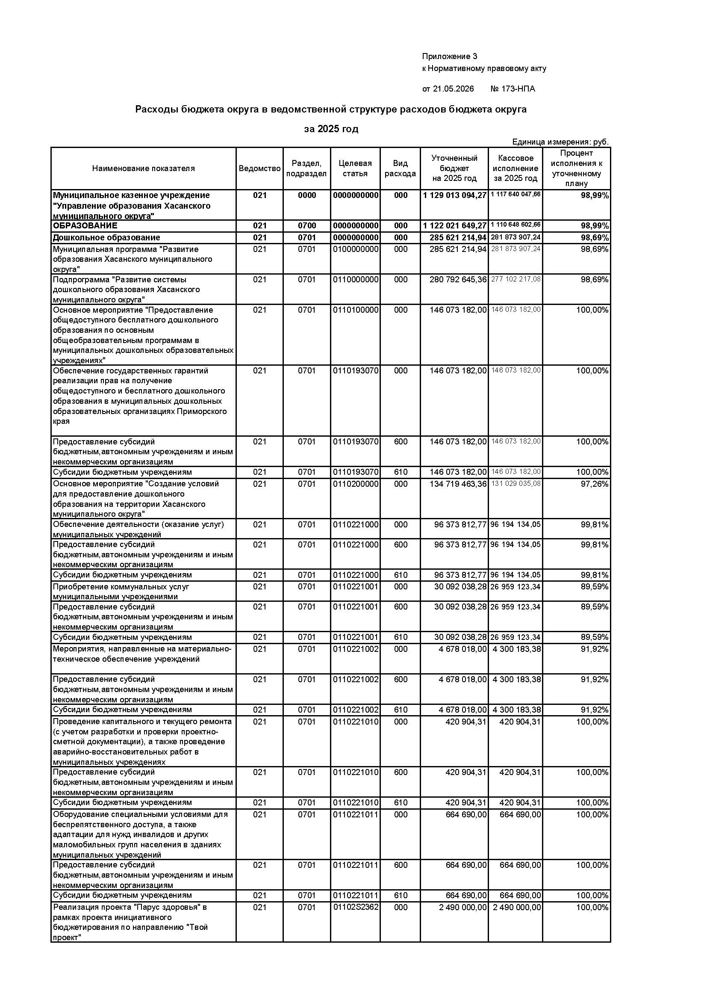 Приложение 3
к Нормативному правовому акту
от 21.05.2026 № 173-НПА
Расходы бюджета округа в ведомственной структуре расходов бюджета округа
за 2025 год
Единица измерения: руб.
Наименование показателя
Ведомство
Раздел,
подраздел
Целевая
статья
Вид
расхода
Уточненный
бюджет
на 2025 год
Кассовое
исполнение
за 2025 год
Процент
исполнения к
уточненному
плану
Муниципальное казенное учреждение 021 0000 0000000000 000 1 129 013 094,27 1 117 640 047,66 98,99%
"Управление образования Хасанского
муниципального округа"
ОБРАЗОВАНИЕ 021 0700 0000000000 000 1 122 021 649,27 1 110 648 602,66 98,99%
Дошкольное образование 021 0701 0000000000 000 285 621 214,94 281 873 907,24 98,69%
Муниципальная программа "Развитие 021 0701 0100000000 000 285 621 214,94 281 873 907,24 98,69%
образования Хасанского муниципального
округа"
Подпрограмма "Развитие системы 021 0701 0110000000 000 280 792 645,36 277 102 217,08 98,69%
дошкольного образования Хасанского
муниципального округа"
Основное мероприятие "Предоставление 021 0701 0110100000 000 146 073 182,00 146 073 182,00 100,00%
общедоступного бесплатного дошкольного
образования по основным
общеобразовательным программам в
муниципальных дошкольных образовательных
учреждениях"
Обеспечение государственных гарантий 021 0701 0110193070 000 146 073 182,00 146 073 182,00 100,00%
реализации прав на получение
общедоступного и бесплатного дошкольного
образования в муниципальных дошкольных
образовательных организациях Приморского
края
Предоставление субсидий 021 0701 0110193070 600 146 073 182,00 146 073 182,00 100,00%
бюджетным,автономным учреждениям и иным
некоммерческим организациям
Субсидии бюджетным учреждениям 021 0701 0110193070 610 146 073 182,00 146 073 182,00 100,00%
Основное мероприятие "Создание условий 021 0701 0110200000 000 134 719 463,36 131 029 035,08 97,26%
для предоставление дошкольного
образования на территории Хасанского
муниципального округа"
Обеспечение деятельности (оказание услуг) 021 0701 0110221000 000 96 373 812,77 96 194 134,05 99,81%
муниципальных учреждений
Предоставление субсидий 021 0701 0110221000 600 96 373 812,77 96 194 134,05 99,81%
бюджетным,автономным учреждениям и иным
некоммерческим организациям
Субсидии бюджетным учреждениям 021 0701 0110221000 610 96 373 812,77 96 194 134,05 99,81%
Приобретение коммунальных услуг 021 0701 0110221001 000 30 092 038,28 26 959 123,34 89,59%
муниципальными учреждениями
Предоставление субсидий 021 0701 0110221001 600 30 092 038,28 26 959 123,34 89,59%
бюджетным,автономным учреждениям и иным
некоммерческим организациям
Субсидии бюджетным учреждениям 021 0701 0110221001 610 30 092 038,28 26 959 123,34 89,59%
Мероприятия, направленные на материально- 021 0701 0110221002 000 4 678 018,00 4 300 183,38 91,92%
техническое обеспечение учреждений
Предоставление субсидий 021 0701 0110221002 600 4 678 018,00 4 300 183,38 91,92%
бюджетным,автономным учреждениям и иным
некоммерческим организациям
Субсидии бюджетным учреждениям 021 0701 0110221002 610 4 678 018,00 4 300 183,38 91,92%
Проведение капитального и текущего ремонта 021 0701 0110221010 000 420 904,31 420 904,31 100,00%
(с учетом разработки и проверки проектно-
сметной документации), а также проведение
аварийно-восстановительных работ в
муниципальных учреждениях
Предоставление субсидий 021 0701 0110221010 600 420 904,31 420 904,31 100,00%
бюджетным,автономным учреждениям и иным
некоммерческим организациям
Субсидии бюджетным учреждениям 021 0701 0110221010 610 420 904,31 420 904,31 100,00%
Оборудование специальными условиями для 021 0701 0110221011 000 664 690,00 664 690,00 100,00%
беспрепятственного доступа, а также
адаптации для нужд инвалидов и других
маломобильных групп населения в зданиях
муниципальных учреждений
Предоставление субсидий 021 0701 0110221011 600 664 690,00 664 690,00 100,00%
бюджетным,автономным учреждениям и иным
некоммерческим организациям
Субсидии бюджетным учреждениям 021 0701 0110221011 610 664 690,00 664 690,00 100,00%
Реализация проекта "Парус здоровья" в 021 0701 01102S2362 000 2 490 000,00 2 490 000,00 100,00%
рамках проекта инициативного
бюджетирования по направлению "Твой
проект"